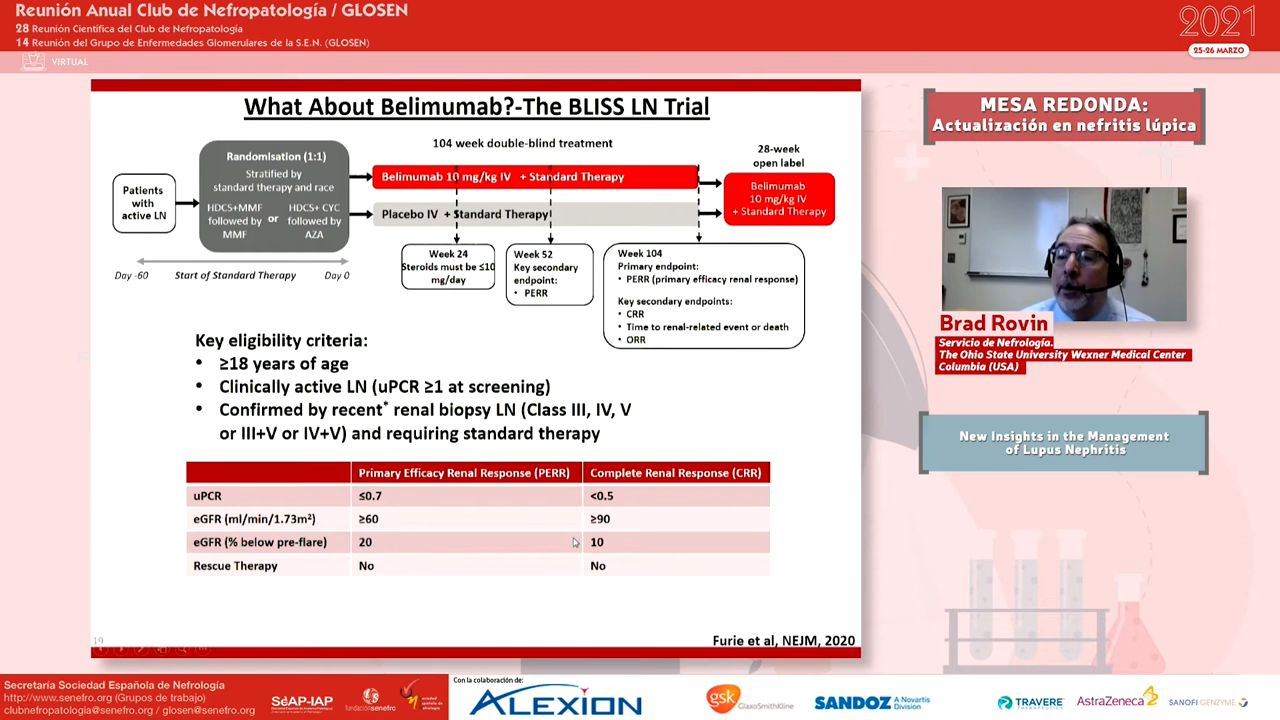 Reunión Anual Club de Nefropatología / GLOSEN
28 Reunión Científica del Club de Nefropatología
14 Reunión del Grupo de Enfermedades Glomerulares de la S.E.N. (GLOSEN)
2021
25-26 MARZO
VIRTUAL
What About Belimumab?-The BLISS LN Trial
104 week double-blind treatment
28-week
open label
Patients
with
active LN
Randomisation (1:1)
Stratified by
standard therapy and race
HDCS+MMF
followed by
MMF
or
HDCS+ CYC
followed by
AZA
Belimumab 10 mg/kg IV + Standard Therapy
Placebo IV + Standard Therapy
Belimumab
10 mg/kg IV
+ Standard Therapy
Day -60 Start of Standard Therapy Day 0
Week 24
Steroids must be ≤10
mg/day
Week 52
Key secondary
endpoint:
• PERR
Week 104
Primary endpoint:
• PERR (primary efficacy renal response)
Key secondary endpoints:
• CRR
• Time to renal-related event or death
• ORR
Key eligibility criteria:
• ≥18 years of age
• Clinically active LN (uPCR ≥1 at screening)
• Confirmed by recent* renal biopsy LN (Class III, IV, V
or III+V or IV+V) and requiring standard therapy
Primary Efficacy Renal Response (PERR) Complete Renal Response (CRR)
uPCR ≤0.7 <0.5
eGFR (ml/min/1.73m²) ≥60 ≥90
eGFR (% below pre-flare) 20 10
Rescue Therapy No No
19
Furie et al, NEJM, 2020
MESA REDONDA:
Actualización en nefritis lúpica
Brad Rovin
Servicio de Nefrología.
The Ohio State University Wexner Medical Center
Columbia (USA)
New Insights in the Management
of Lupus Nephritis
Secretaría Sociedad Española de Nefrología
http://www.senefro.org (Grupos de trabajo)
clubnefropatologia@senefro.org / glosen@senefro.org
SEAP-IAP
fundaciónsenefro
Con la colaboración de:
ALEXION
gsk
GlaxoSmithKline
SANDOZ A Novartis
Division
TRAVERE
THERAPEUTICS
AstraZeneca
SANOFI GENZYME